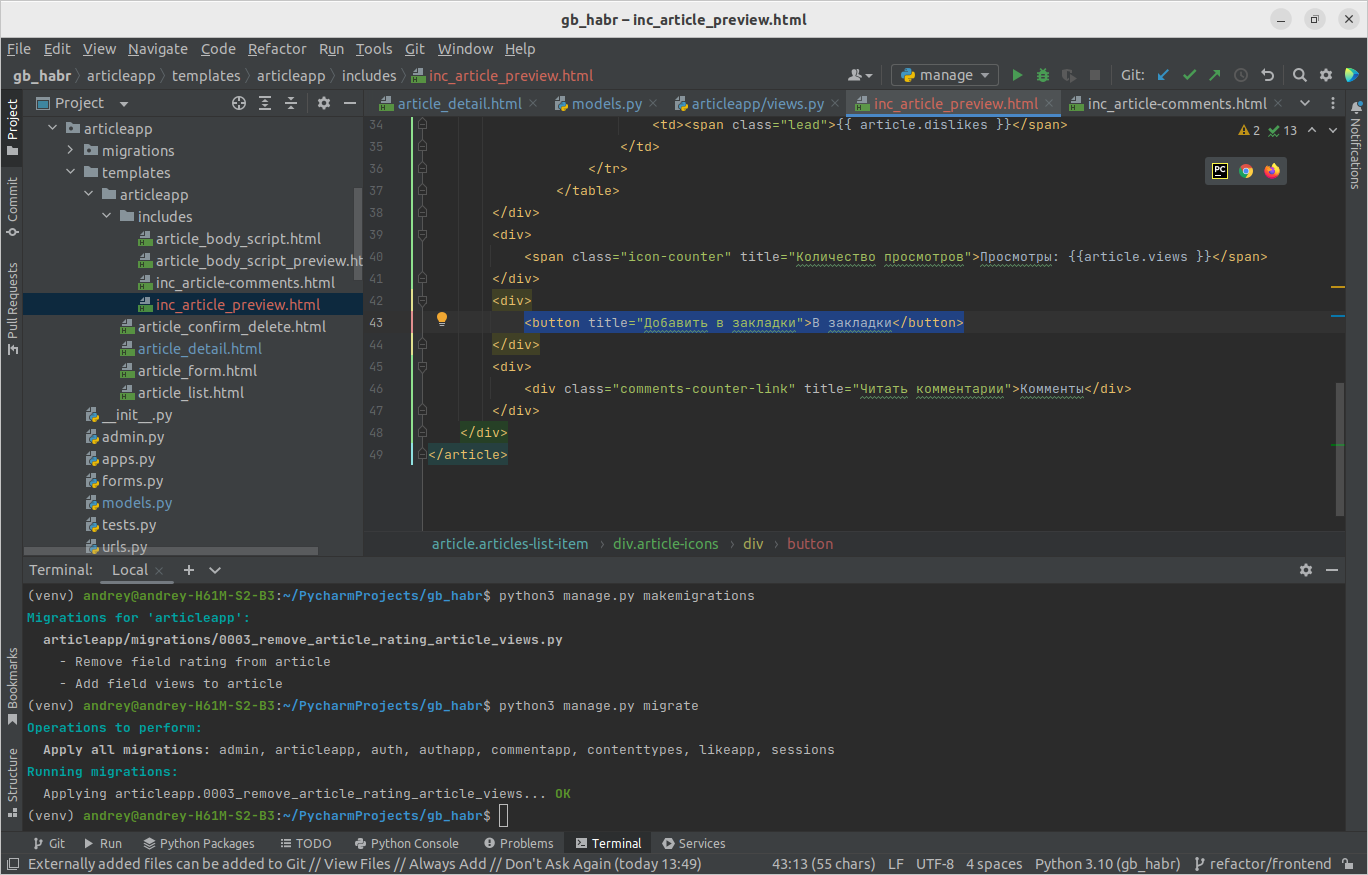 gb_habr – inc_article_preview.html
File Edit View Navigate Code Refactor Run Tools Git Window Help
gb_habr articleapp templates articleapp includes inc_article_preview.html manage Git:
Project
article_detail.html models.py articleapp/views.py inc_article_preview.html inc_article-comments.html
Project
Commit
Pull Requests
Bookmarks
Structure
Notifications
articleapp
migrations
templates
articleapp
includes
article_body_script.html
article_body_script_preview.ht
inc_article-comments.html
inc_article_preview.html
article_confirm_delete.html
article_detail.html
article_form.html
article_list.html
__init__.py
admin.py
apps.py
forms.py
models.py
tests.py
urls.py
2 13
PC
34 <td><span class="lead">{{ article.dislikes }}</span>
35 </td>
36 </tr>
37 </table>
38 </div>
39 <div>
40 <span class="icon-counter" title="Количество просмотров">Просмотры: {{article.views }}</span>
41 </div>
42 <div>
43 <button title="Добавить в закладки">В закладки</button>
44 </div>
45 <div>
46 <div class="comments-counter-link" title="Читать комментарии">Комменты</div>
47 </div>
48 </div>
49 </article>
article.articles-list-item div.article-icons div button
Terminal: Local
(venv) andrey@andrey-H61M-S2-B3:~/PycharmProjects/gb_habr$ python3 manage.py makemigrations
Migrations for 'articleapp':
articleapp/migrations/0003_remove_article_rating_article_views.py
- Remove field rating from article
- Add field views to article
(venv) andrey@andrey-H61M-S2-B3:~/PycharmProjects/gb_habr$ python3 manage.py migrate
Operations to perform:
Apply all migrations: admin, articleapp, auth, authapp, commentapp, contenttypes, likeapp, sessions
Running migrations:
Applying articleapp.0003_remove_article_rating_article_views... OK
(venv) andrey@andrey-H61M-S2-B3:~/PycharmProjects/gb_habr$
Git Run Python Packages TODO Python Console Problems Terminal Services
Externally added files can be added to Git // View Files // Always Add // Don't Ask Again (today 13:49) 43:13 (55 chars) LF UTF-8 4 spaces Python 3.10 (gb_habr) refactor/frontend